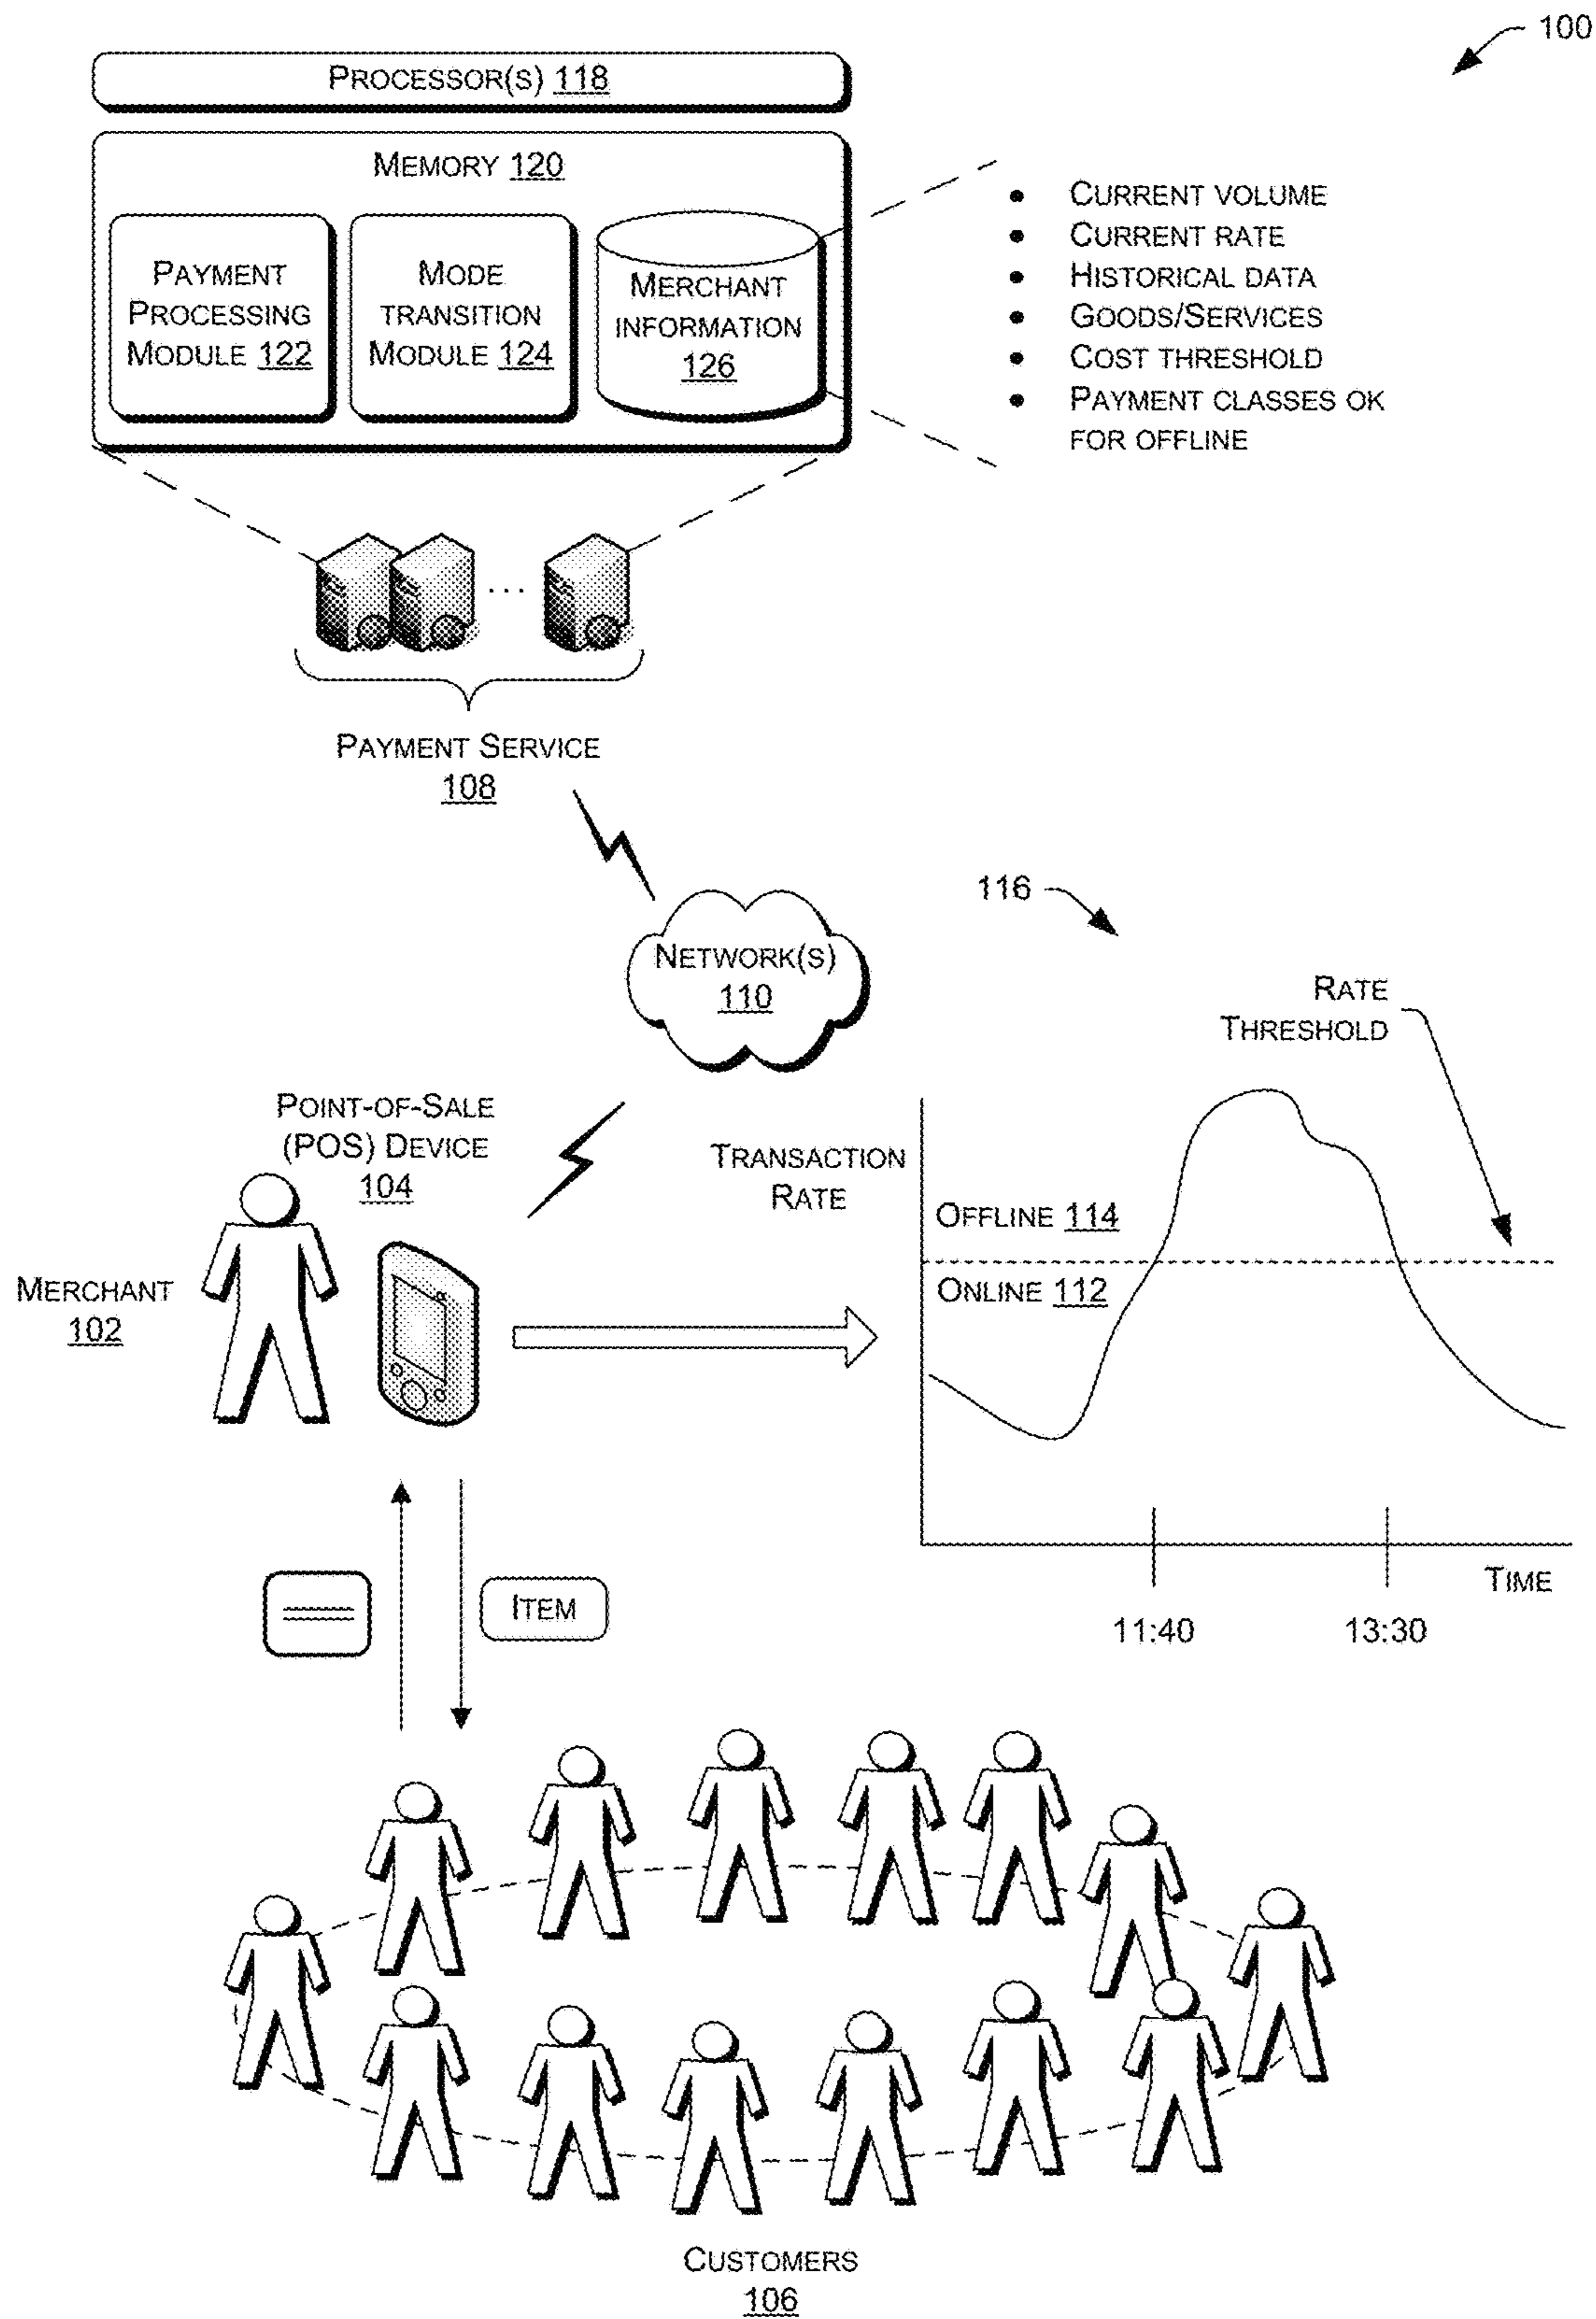 100
PROCESSOR(S) 118
MEMORY 120
PAYMENT
PROCESSING
MODULE 122
MODE
TRANSITION
MODULE 124
MERCHANT
INFORMATION
126
• CURRENT VOLUME
• CURRENT RATE
• HISTORICAL DATA
• GOODS/SERVICES
• COST THRESHOLD
• PAYMENT CLASSES OK
FOR OFFLINE
...
PAYMENT SERVICE
108
NETWORK(S)
110
116
RATE
THRESHOLD
POINT-OF-SALE
(POS) DEVICE
104
MERCHANT
102
TRANSACTION
RATE
OFFLINE 114
ONLINE 112
TIME
11:40
13:30
ITEM
CUSTOMERS
106